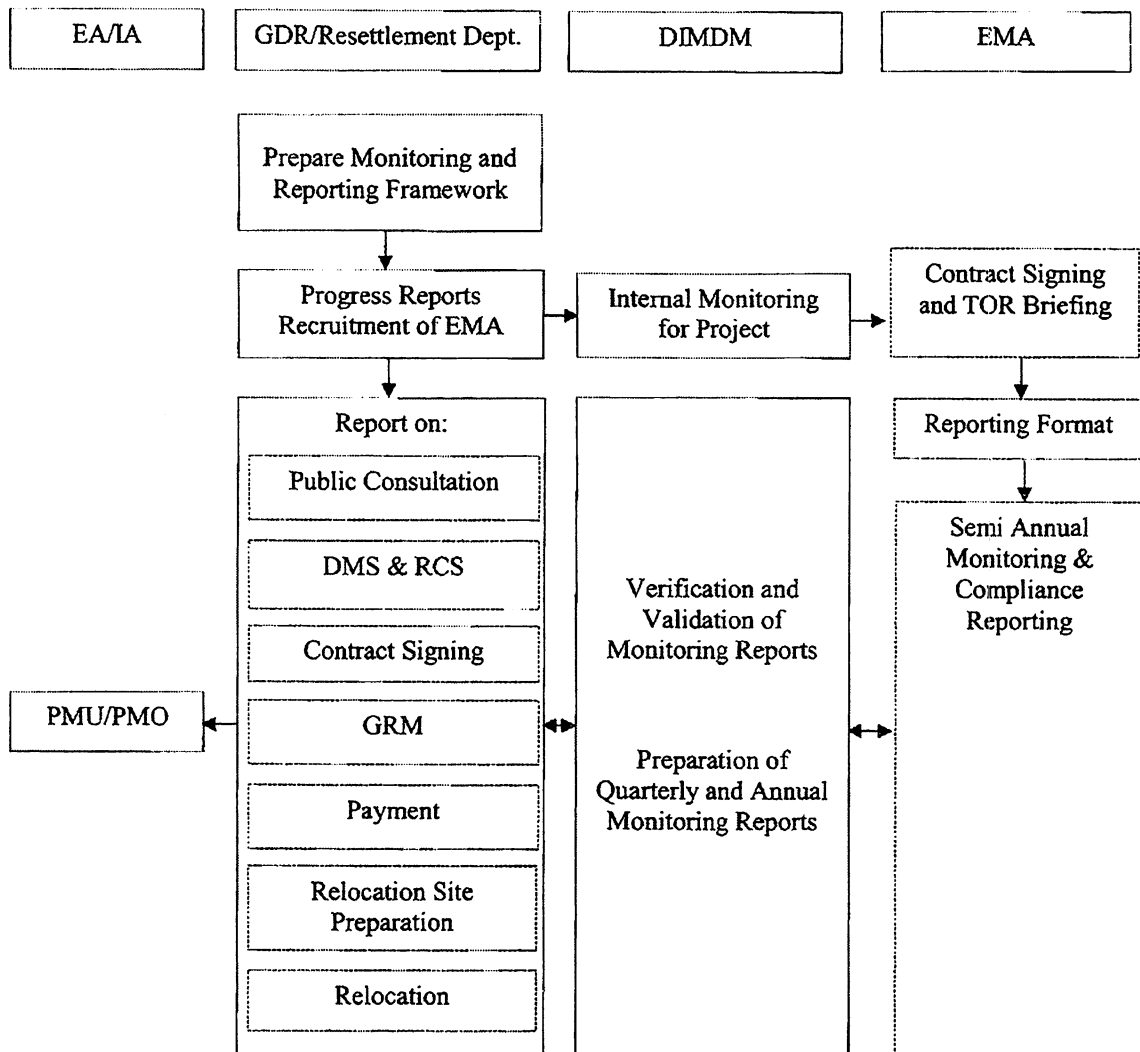 EA/IA
GDR/Resettlement Dept.
DIMDM
EMA
Prepare Monitoring and
Reporting Framework
Progress Reports
Recruitment of EMA
Internal Monitoring
for Project
Contract Signing
and TOR Briefing
Report on:
Public Consultation
DMS & RCS
Contract Signing
GRM
Payment
Relocation Site
Preparation
Relocation
PMU/PMO
Verification and
Validation of
Monitoring Reports
Preparation of
Quarterly and Annual
Monitoring Reports
Reporting Format
Semi Annual
Monitoring &
Compliance
Reporting